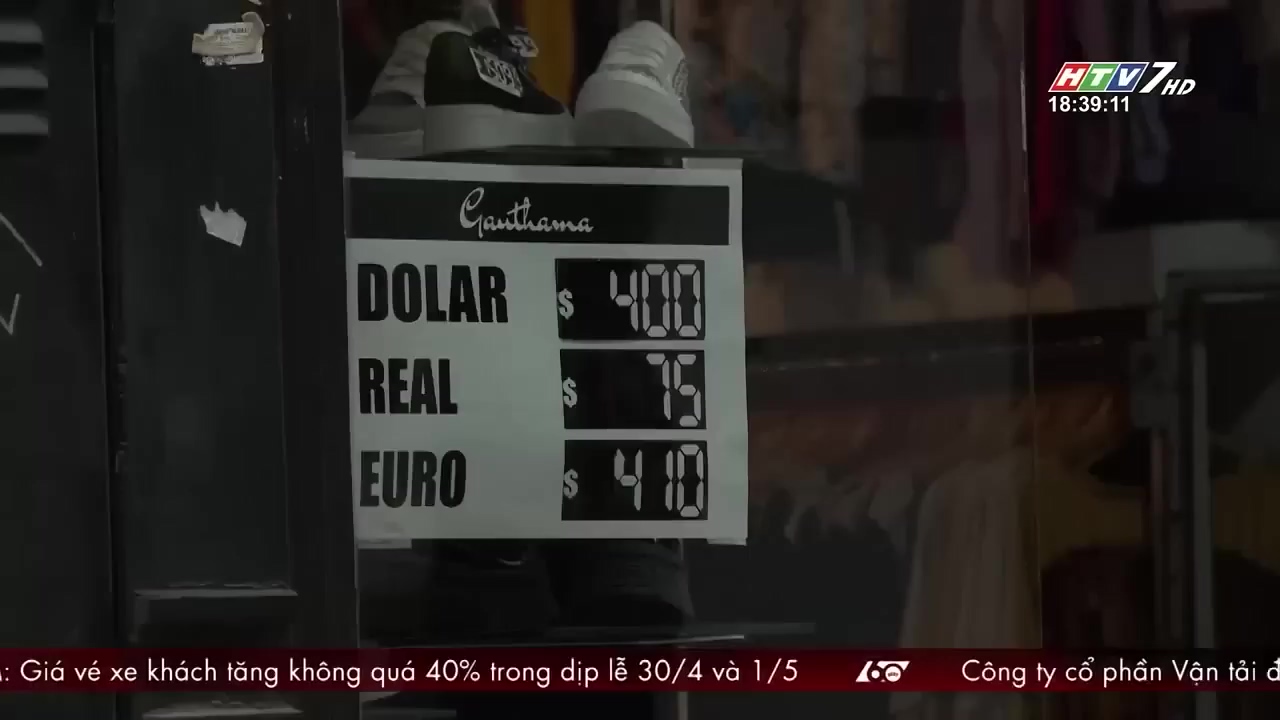 HTV7 HD
18:39:11
Gauthama
DOLAR $ 400
REAL $ 75
EURO $ 410
: Giá vé xe khách tăng không quá 40% trong dịp lễ 30/4 và 1/5 60 Công ty cổ phần Vận tải